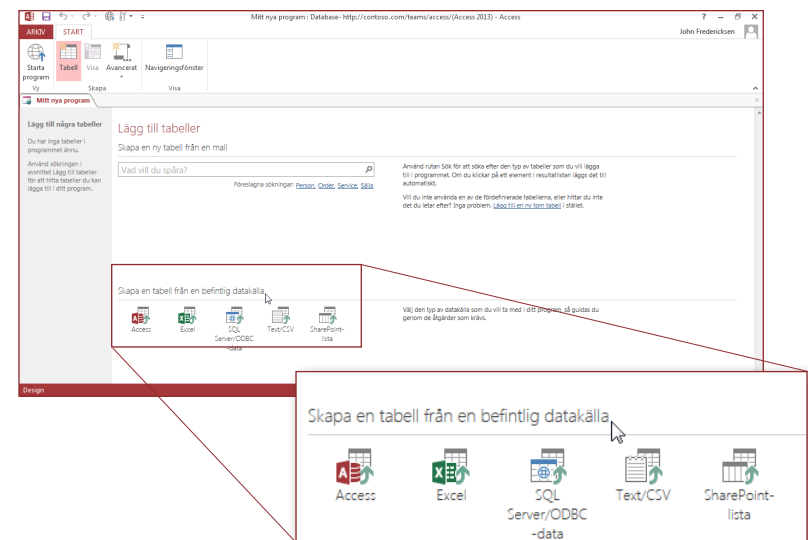 Mitt nya program : Database- http://contoso.com/teams/access/(Access 2013) - Access
ARKIV START
John Fredericksen
Starta program
Tabell
Visa
Avancerat
Navigeringsfönster
Vy
Skapa
Visa
Mitt nya program
Lägg till några tabeller
Du har inga tabeller i
programmet ännu.
Använd sökningen i
avsnittet Lägg till tabeller
för att hitta tabeller du kan
lägga till i ditt program.
Lägg till tabeller
Skapa en ny tabell från en mall
Vad vill du spåra?
Föreslagna sökningar: Person, Order, Service, Sälja
Använd rutan Sök för att söka efter den typ av tabeller som du vill lägga
till i programmet. Om du klickar på ett element i resultatlistan läggs det till
automatiskt.
Vill du inte använda en av de fördefinierade tabellerna, eller hittar du inte
det du letar efter? Inga problem. Lägg till en ny tom tabell i stället.
Skapa en tabell från en befintlig datakälla
Access
Excel
SQL
Server/ODBC
-data
Text/CSV
SharePoint-
lista
Välj den typ av datakälla som du vill ta med i ditt program, så guidas du
genom de åtgärder som krävs.
Design
Skapa en tabell från en befintlig datakälla
Access
Excel
SQL
Server/ODBC
-data
Text/CSV
SharePoint-
lista